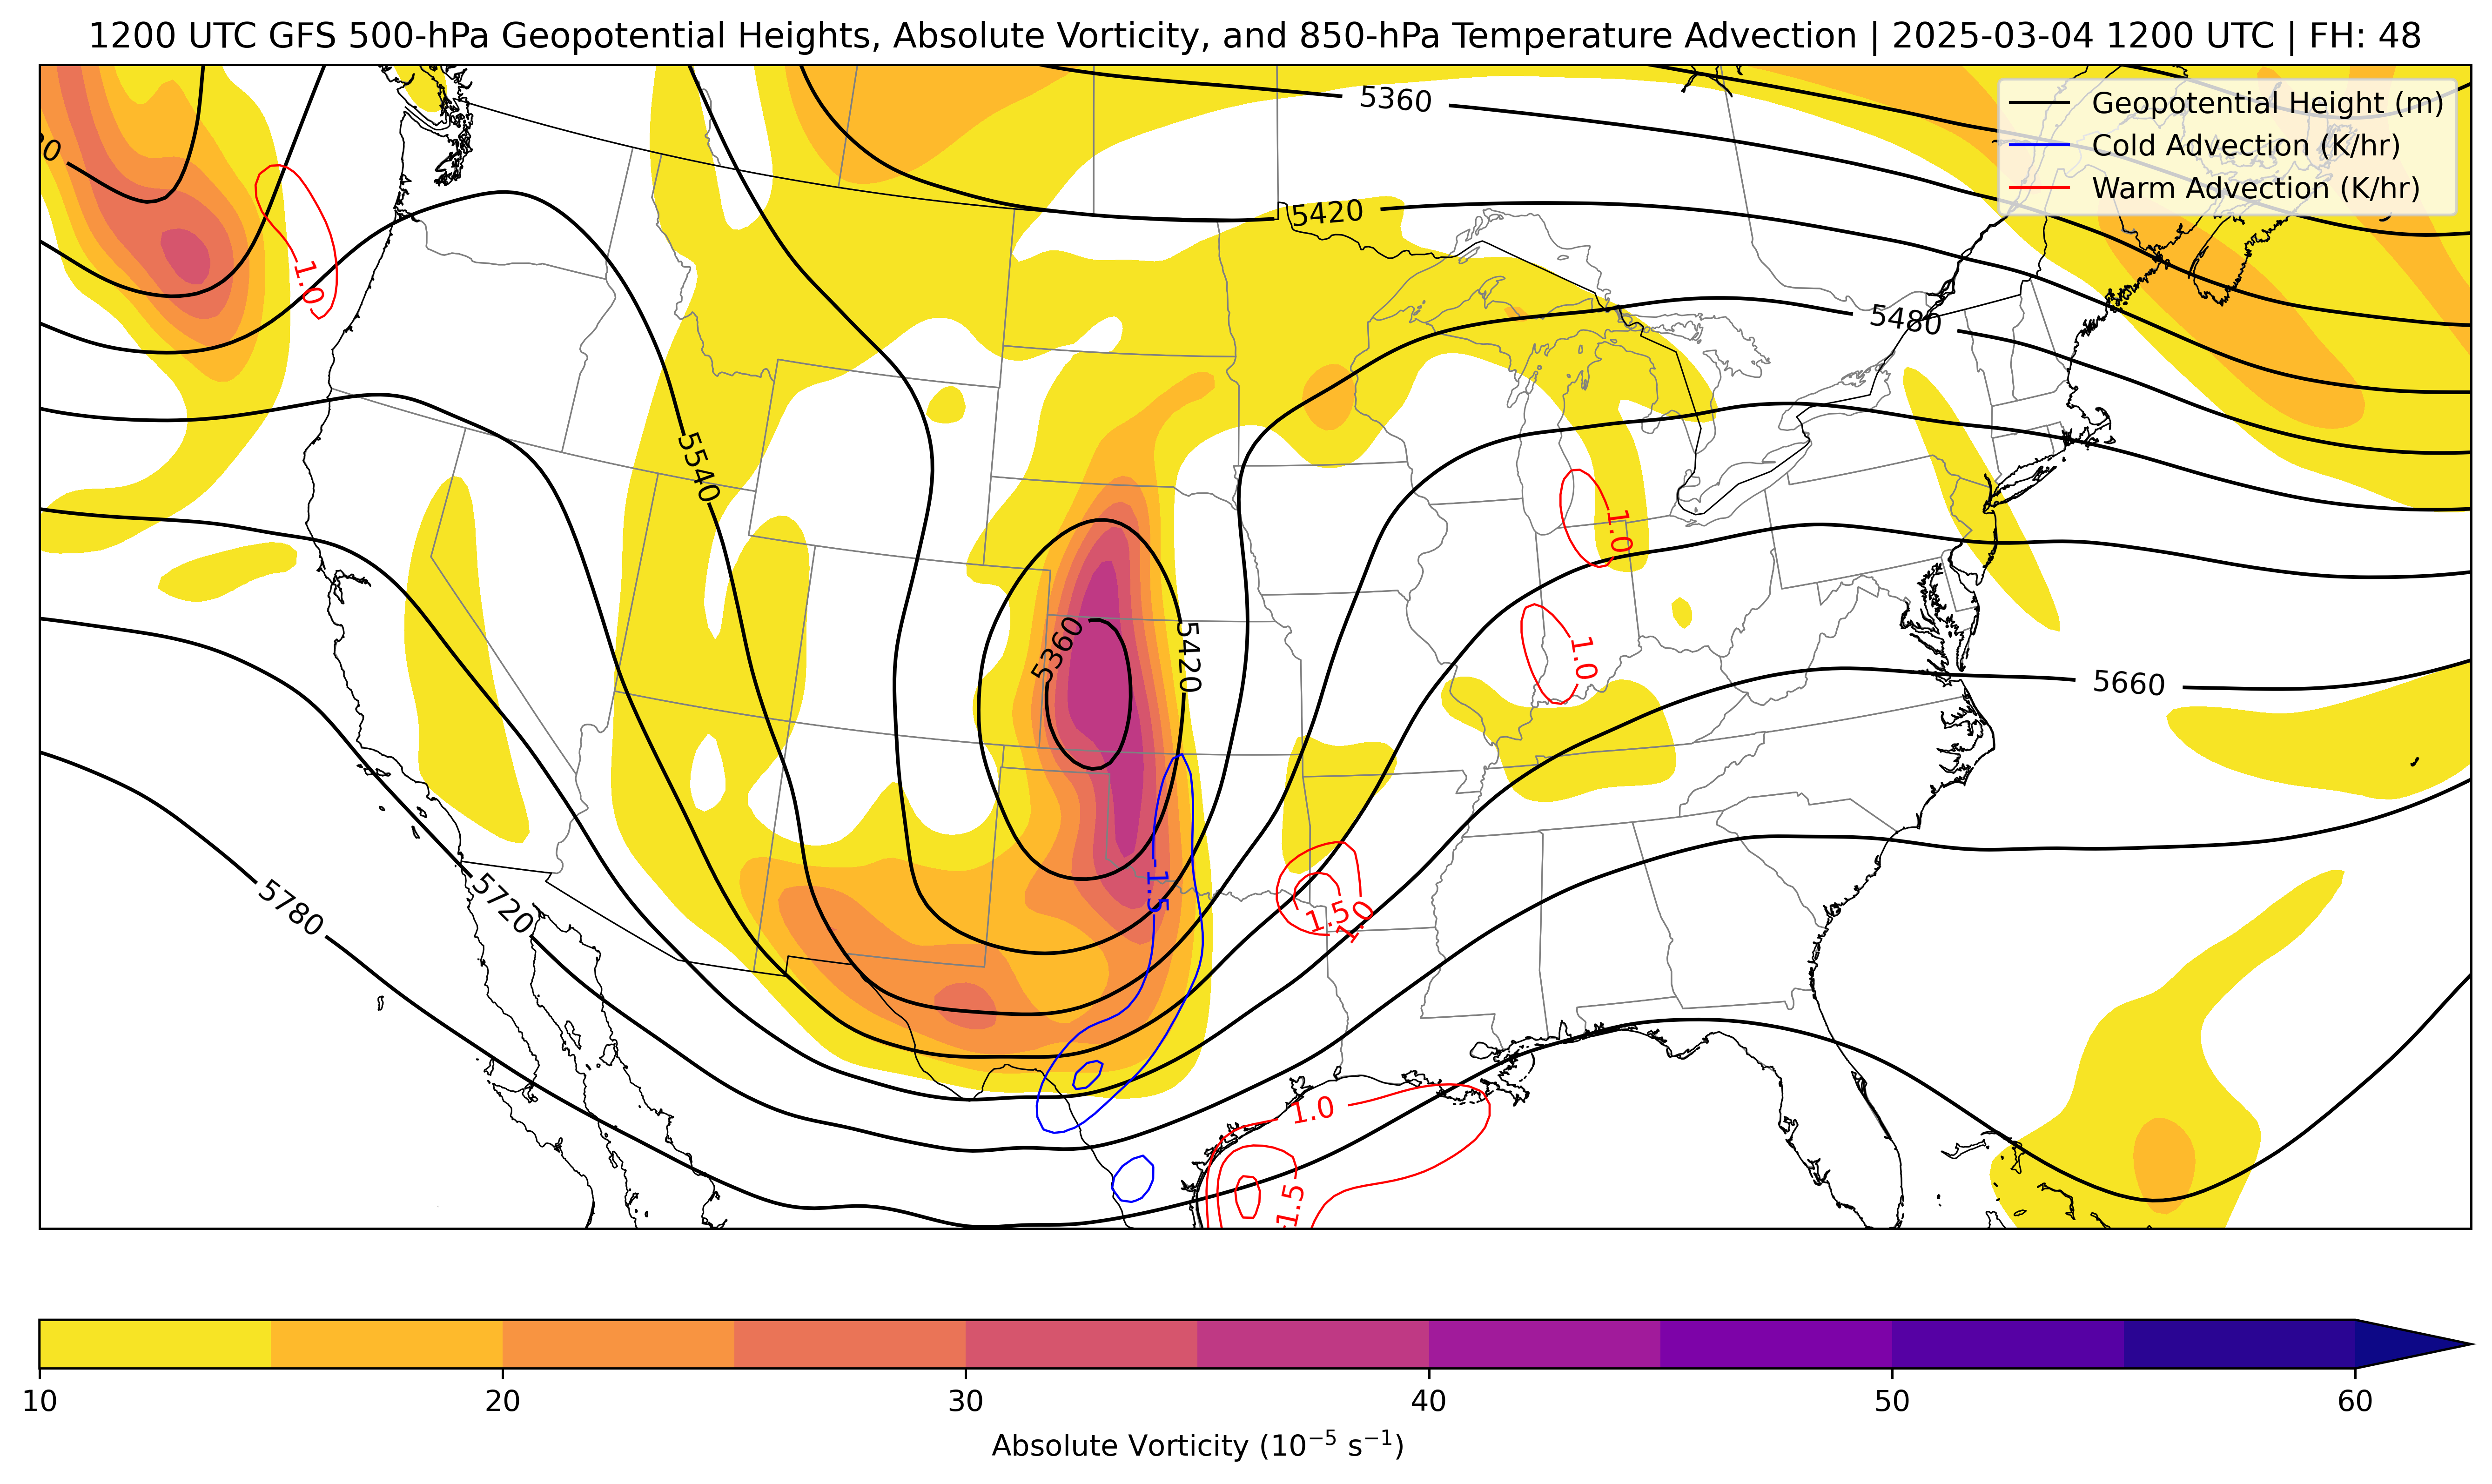 1200 UTC GFS 500-hPa Geopotential Heights, Absolute Vorticity, and 850-hPa Temperature Advection | 2025-03-04 1200 UTC | FH: 48
Geopotential Height (m)
Cold Advection (K/hr)
Warm Advection (K/hr)
5360
5420
1.0
5480
5540
1.0
5360
5420
1.0
5660
-1.5
1.5
1.0
5780
5720
1.0
1.5
10 20 30 40 50 60
Absolute Vorticity (10⁻⁵ s⁻¹)